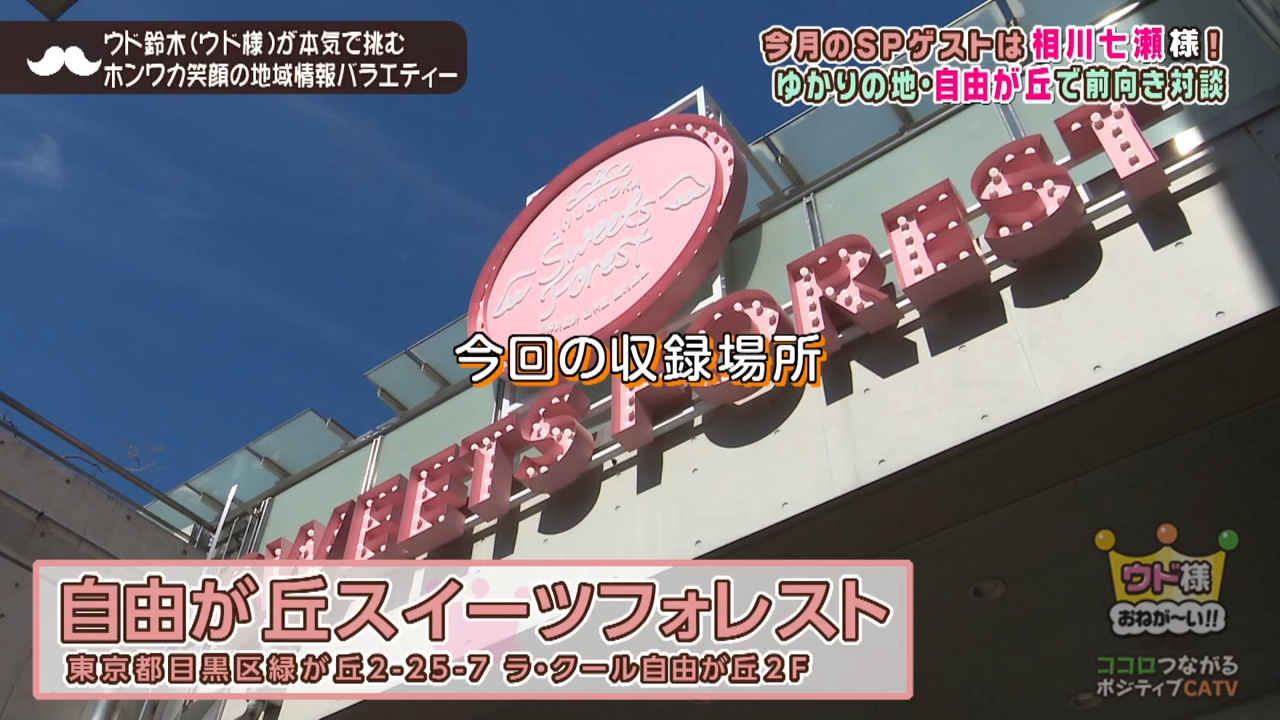 ウド鈴木(ウド様)が本気で挑む
ホンワカ笑顔の地域情報バラエティー
今月のSPゲストは 相川七瀬様!
ゆかりの地・自由が丘で前向き対談
Sweets
Forest
SWEETS FOREST
今回の収録場所
自由が丘スイーツフォレスト
東京都目黒区緑が丘2-25-7 ラ・クール自由が丘2F
ウド様
おねが〜い!!
ココロつながる
ポジティブCATV